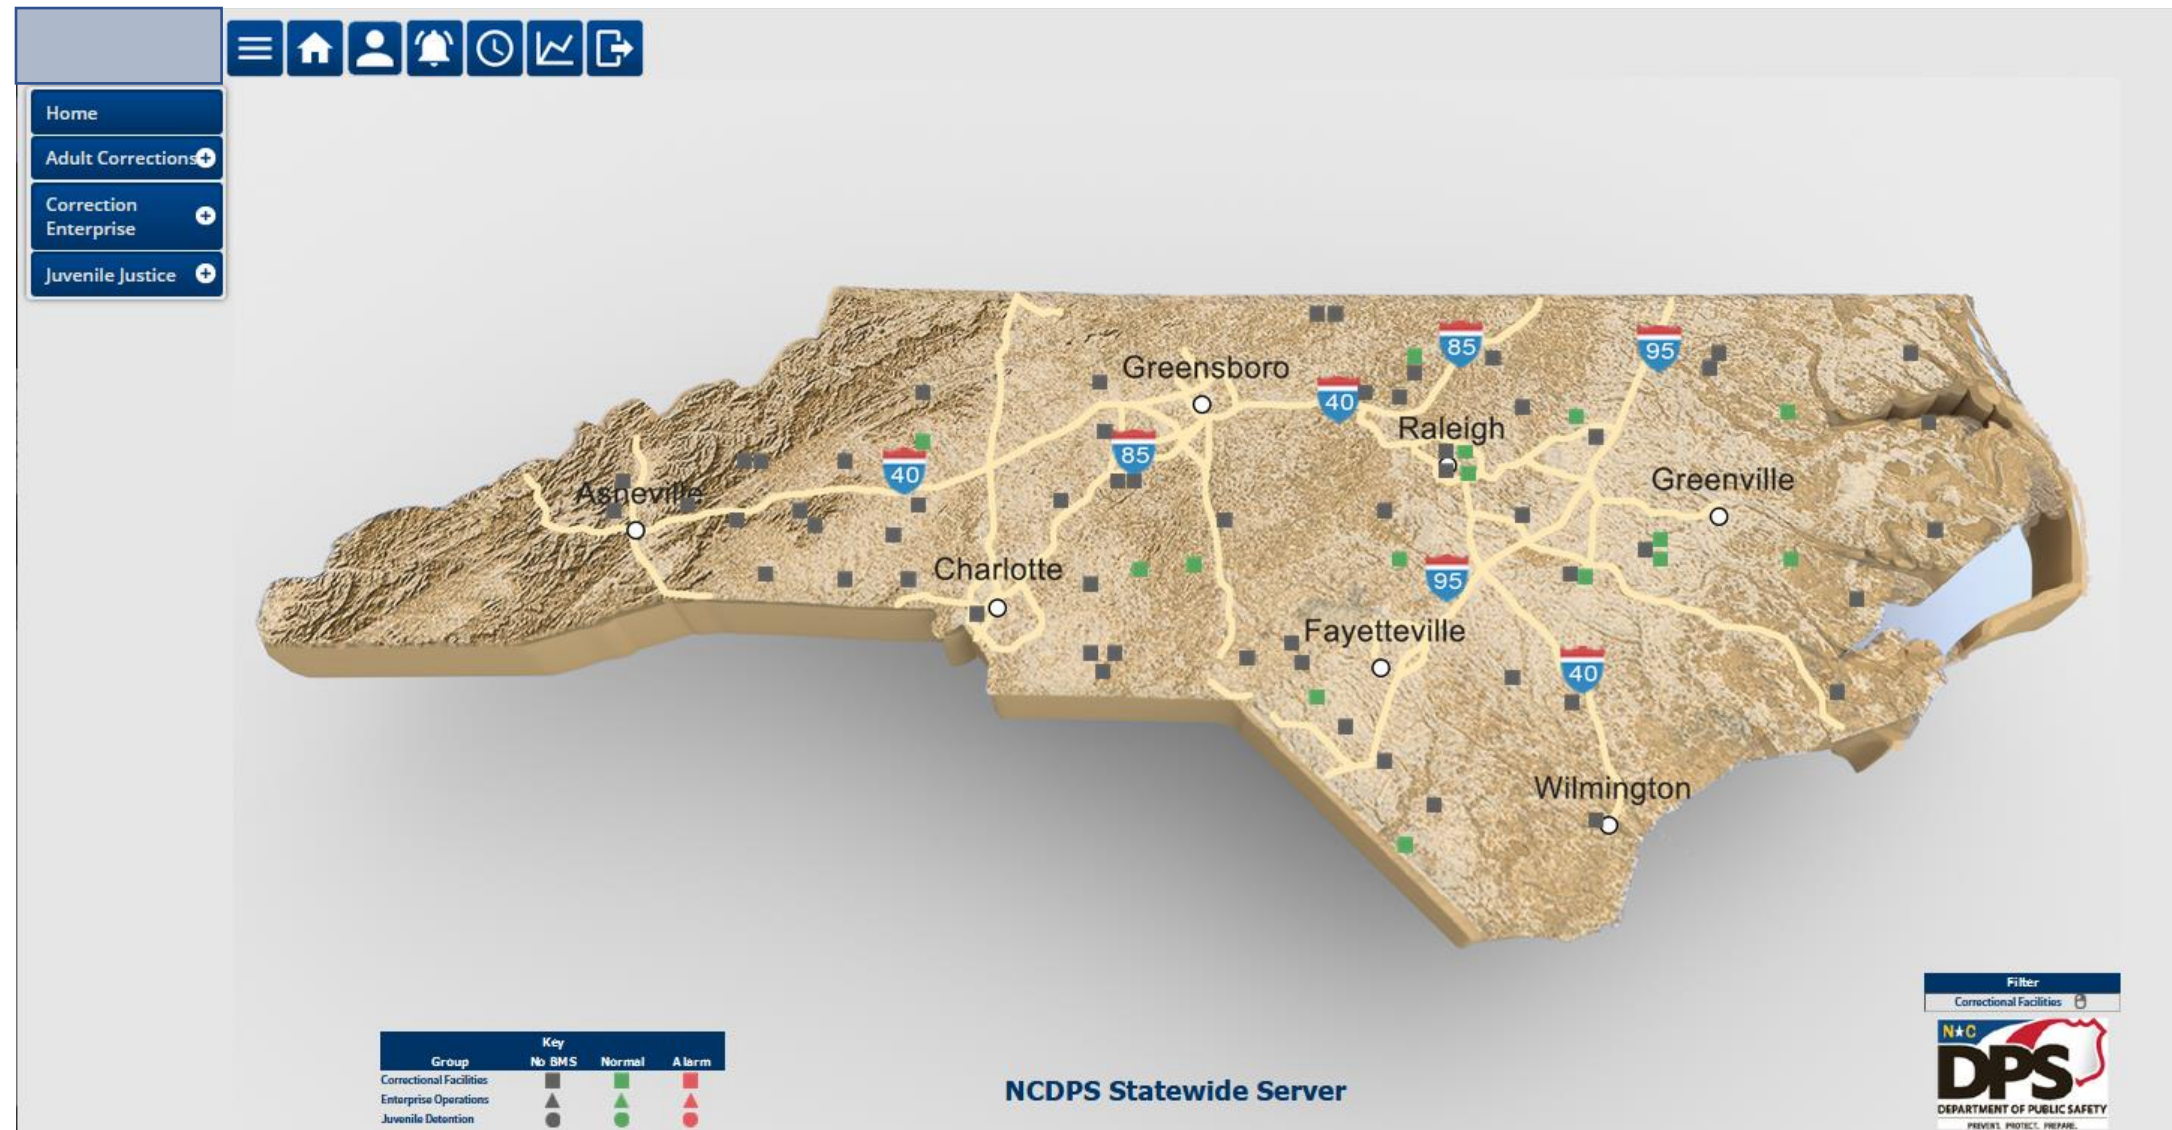 Home
Adult Corrections
Correction
Enterprise
Juvenile Justice
85
95
Greensboro
40
Raleigh
85
40
Greenville
Asheville
Charlotte
95
Fayetteville
40
Wilmington
Filter
Correctional Facilities
N★C
DPS
DEPARTMENT OF PUBLIC SAFETY
PREVENT. PROTECT. PREPARE.
Key
Group No BMS Normal Alarm
Correctional Facilities
Enterprise Operations
Juvenile Detention
NCDPS Statewide Server